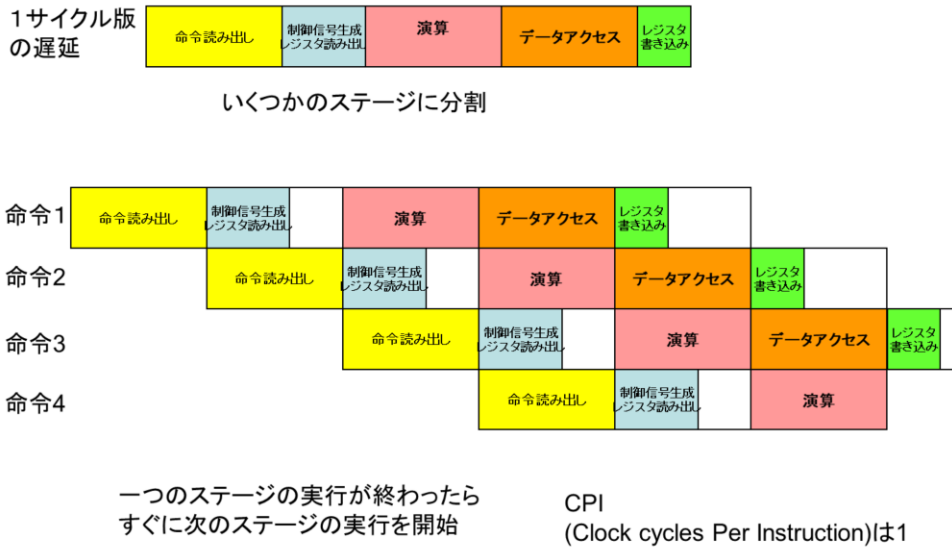 1サイクル版
の遅延
命令読み出し
制御信号生成
レジスタ読み出し
演算
データアクセス
レジスタ
書き込み
いくつかのステージに分割
命令1
命令読み出し
制御信号生成
レジスタ読み出し
演算
データアクセス
レジスタ
書き込み
命令2
命令読み出し
制御信号生成
レジスタ読み出し
演算
データアクセス
レジスタ
書き込み
命令3
命令読み出し
制御信号生成
レジスタ読み出し
演算
データアクセス
レジスタ
書き込み
命令4
命令読み出し
制御信号生成
レジスタ読み出し
演算
一つのステージの実行が終わったら
すぐに次のステージの実行を開始
CPI
(Clock cycles Per Instruction)は1